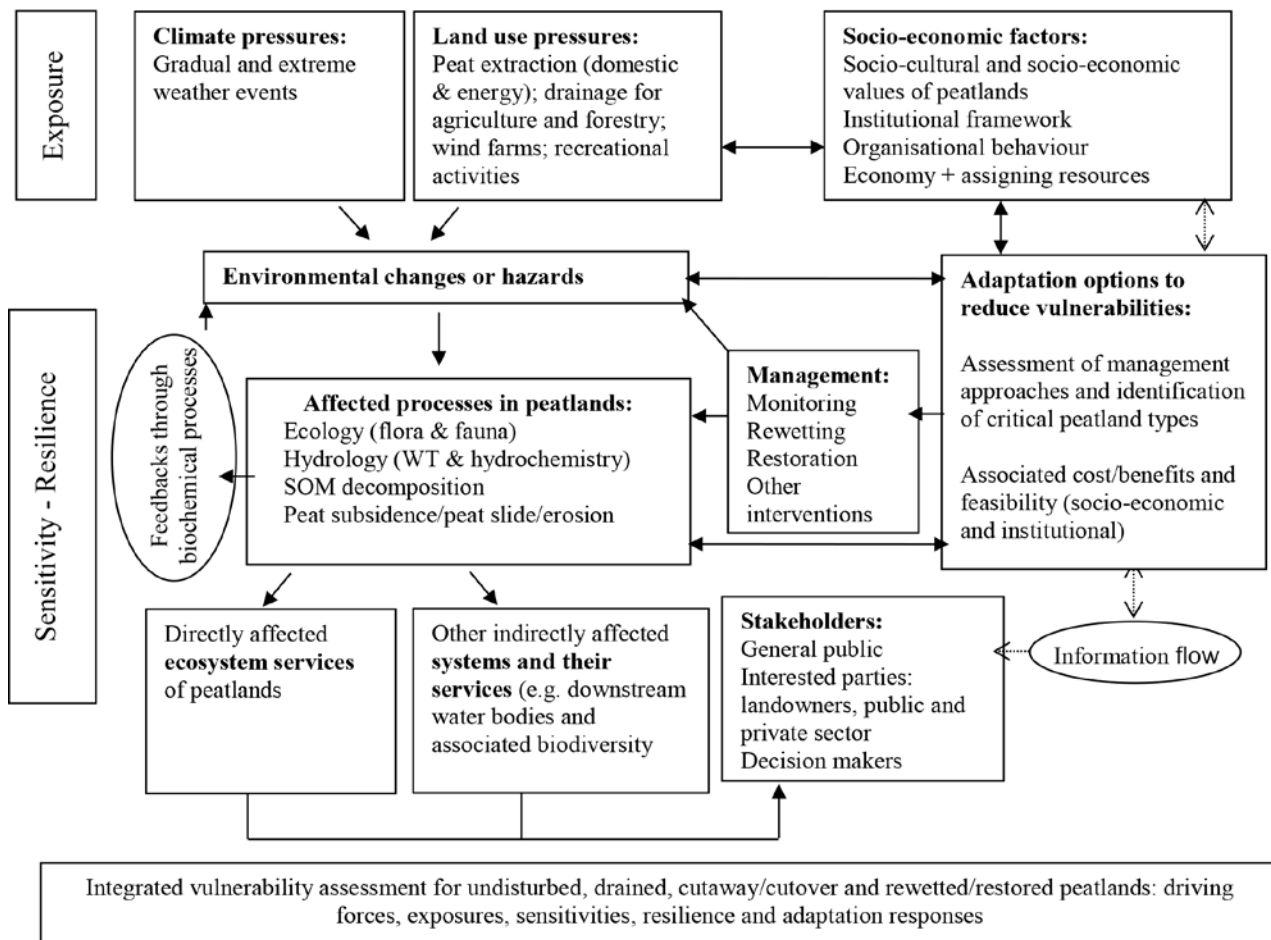 Exposure
Climate pressures:
Gradual and extreme
weather events
Land use pressures:
Peat extraction (domestic
& energy); drainage for
agriculture and forestry;
wind farms; recreational
activities
Socio-economic factors:
Socio-cultural and socio-economic
values of peatlands
Institutional framework
Organisational behaviour
Economy + assigning resources
Environmental changes or hazards
Adaptation options to
reduce vulnerabilities:
Assessment of management
approaches and identification
of critical peatland types
Associated cost/benefits and
feasibility (socio-economic
and institutional)
Sensitivity - Resilience
Feedbacks through
biochemical processes
Affected processes in peatlands:
Ecology (flora & fauna)
Hydrology (WT & hydrochemistry)
SOM decomposition
Peat subsidence/peat slide/erosion
Management:
Monitoring
Rewetting
Restoration
Other
interventions
Directly affected
ecosystem services
of peatlands
Other indirectly affected
systems and their
services (e.g. downstream
water bodies and
associated biodiversity
Stakeholders:
General public
Interested parties:
landowners, public and
private sector
Decision makers
Information flow
Integrated vulnerability assessment for undisturbed, drained, cutaway/cutover and rewetted/restored peatlands: driving
forces, exposures, sensitivities, resilience and adaptation responses